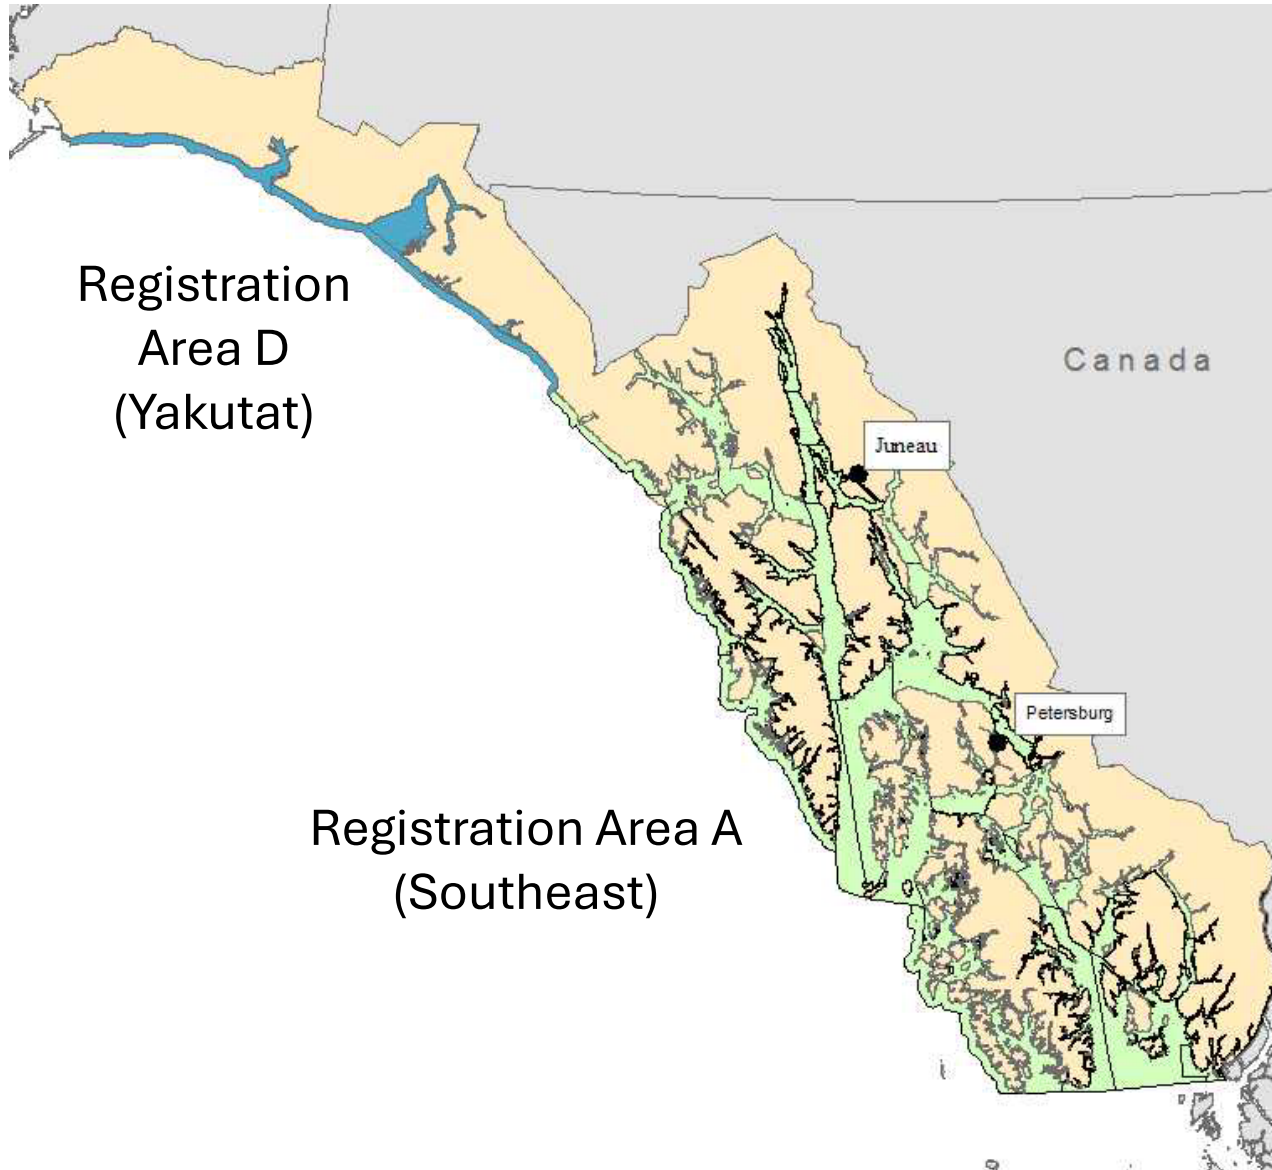 Registration
Area D
(Yakutat)
Canada
Juneau
Petersburg
Registration Area A
(Southeast)